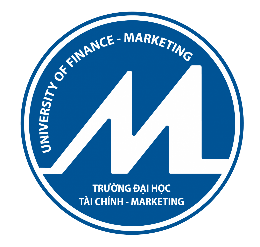 UNIVERSITY OF FINANCE - MARKETING
TRƯỜNG ĐẠI HỌC
TÀI CHÍNH - MARKETING